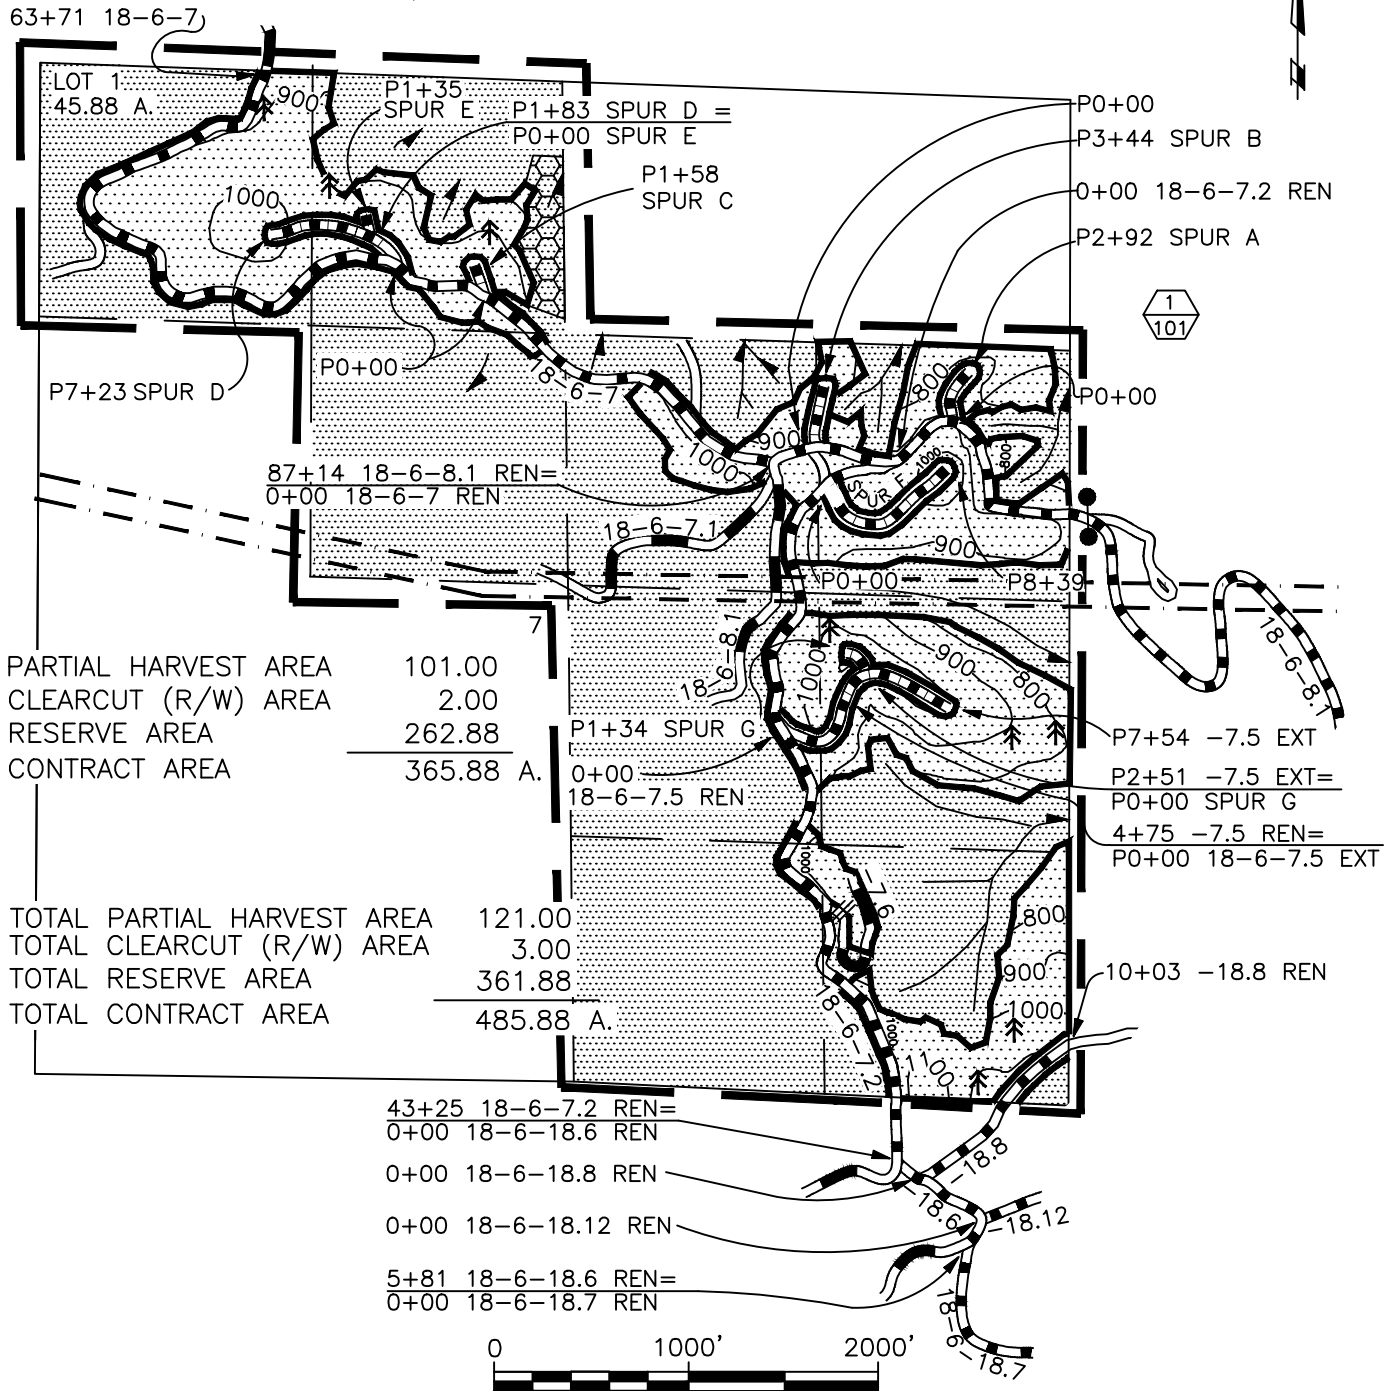 63+71 18-6-7
LOT 1
45.88 A.
900
P1+35
SPUR E
P1+83 SPUR D =
P0+00 SPUR E
P1+58
SPUR C
1000
P0+00
P3+44 SPUR B
0+00 18-6-7.2 REN
P2+92 SPUR A
1
101
P7+23 SPUR D
P0+00
18-6-7
800
P0+00
900
1000
1000
800
SPUR F
87+14 18-6-8.1 REN=
0+00 18-6-7 REN
18-6-7.1
900
P0+00
P8+39
7
18-6-8.1
18-6-8.1
1000
900
800
PARTIAL HARVEST AREA 101.00
CLEARCUT (R/W) AREA 2.00
RESERVE AREA 262.88
CONTRACT AREA 365.88 A.
P1+34 SPUR G
0+00
18-6-7.5 REN
P7+54 -7.5 EXT
P2+51 -7.5 EXT=
P0+00 SPUR G
4+75 -7.5 REN=
P0+00 18-6-7.5 EXT
1000
-7.6
800
900
1000
TOTAL PARTIAL HARVEST AREA 121.00
TOTAL CLEARCUT (R/W) AREA 3.00
TOTAL RESERVE AREA 361.88
TOTAL CONTRACT AREA 485.88 A.
10+03 -18.8 REN
18-6-7.2
1000
1100
43+25 18-6-7.2 REN=
0+00 18-6-18.6 REN
0+00 18-6-18.8 REN
-18.8
-18.6
0+00 18-6-18.12 REN
-18.12
5+81 18-6-18.6 REN=
0+00 18-6-18.7 REN
18-6-18.7
0 1000' 2000'